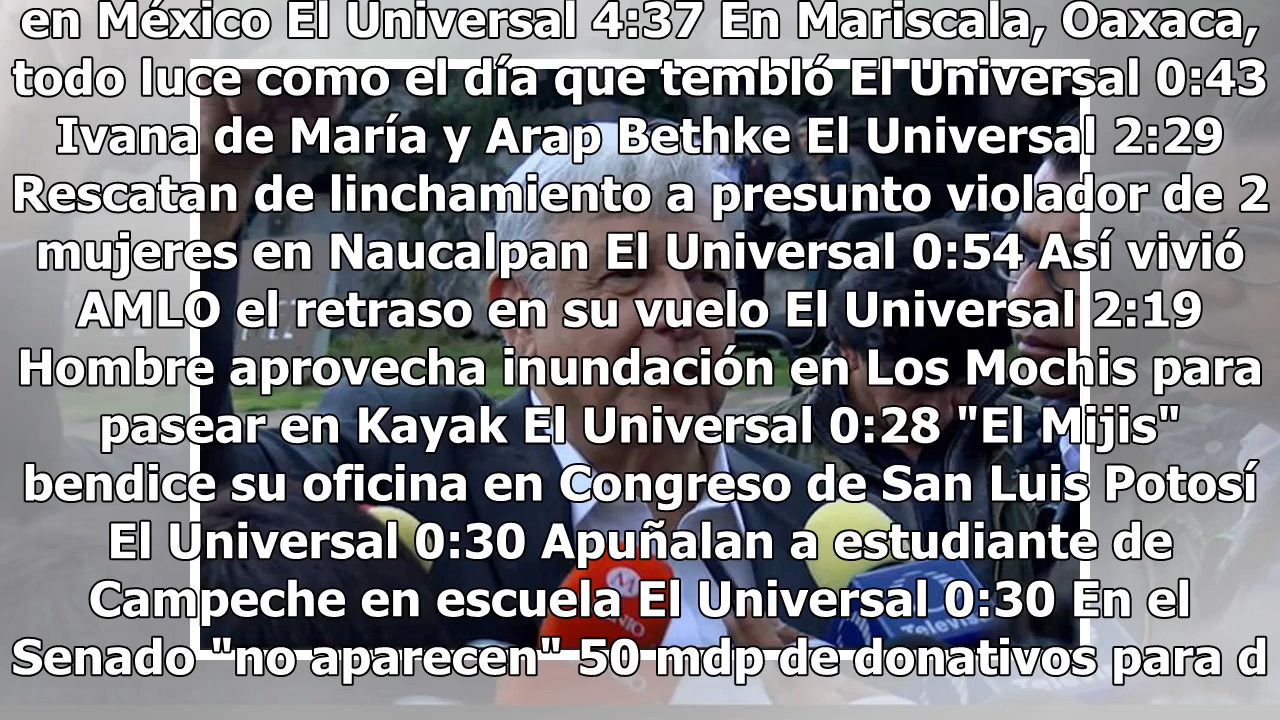 en México El Universal 4:37 En Mariscala, Oaxaca,
todo luce como el día que tembló El Universal 0:43
Ivana de María y Arap Bethke El Universal 2:29
Rescatan de linchamiento a presunto violador de 2
mujeres en Naucalpan El Universal 0:54 Así vivió
AMLO el retraso en su vuelo El Universal 2:19
Hombre aprovecha inundación en Los Mochis para
pasear en Kayak El Universal 0:28 "El Mijis"
bendice su oficina en Congreso de San Luis Potosí
El Universal 0:30 Apuñalan a estudiante de
Campeche en escuela El Universal 0:30 En el
Senado "no aparecen" 50 mdp de donativos para d